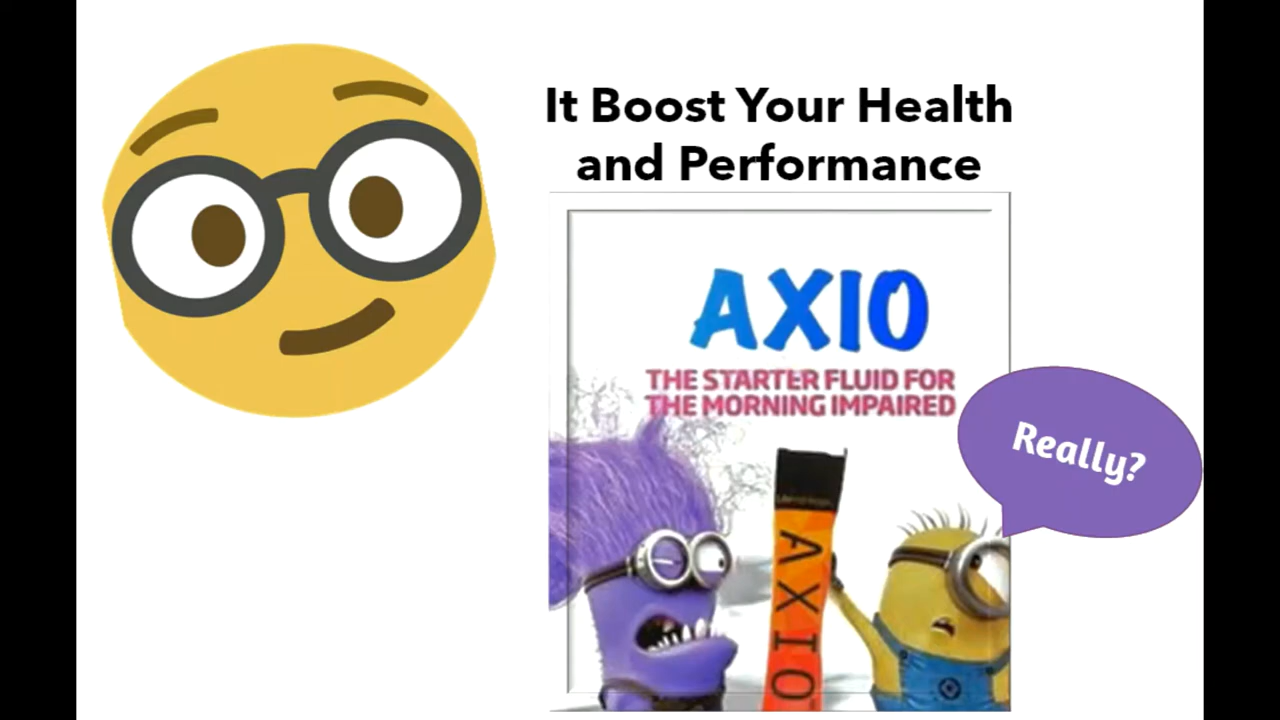 It Boost Your Health
and Performance
AXIO
THE STARTER FLUID FOR
THE MORNING IMPAIRED
Really?
AXIO